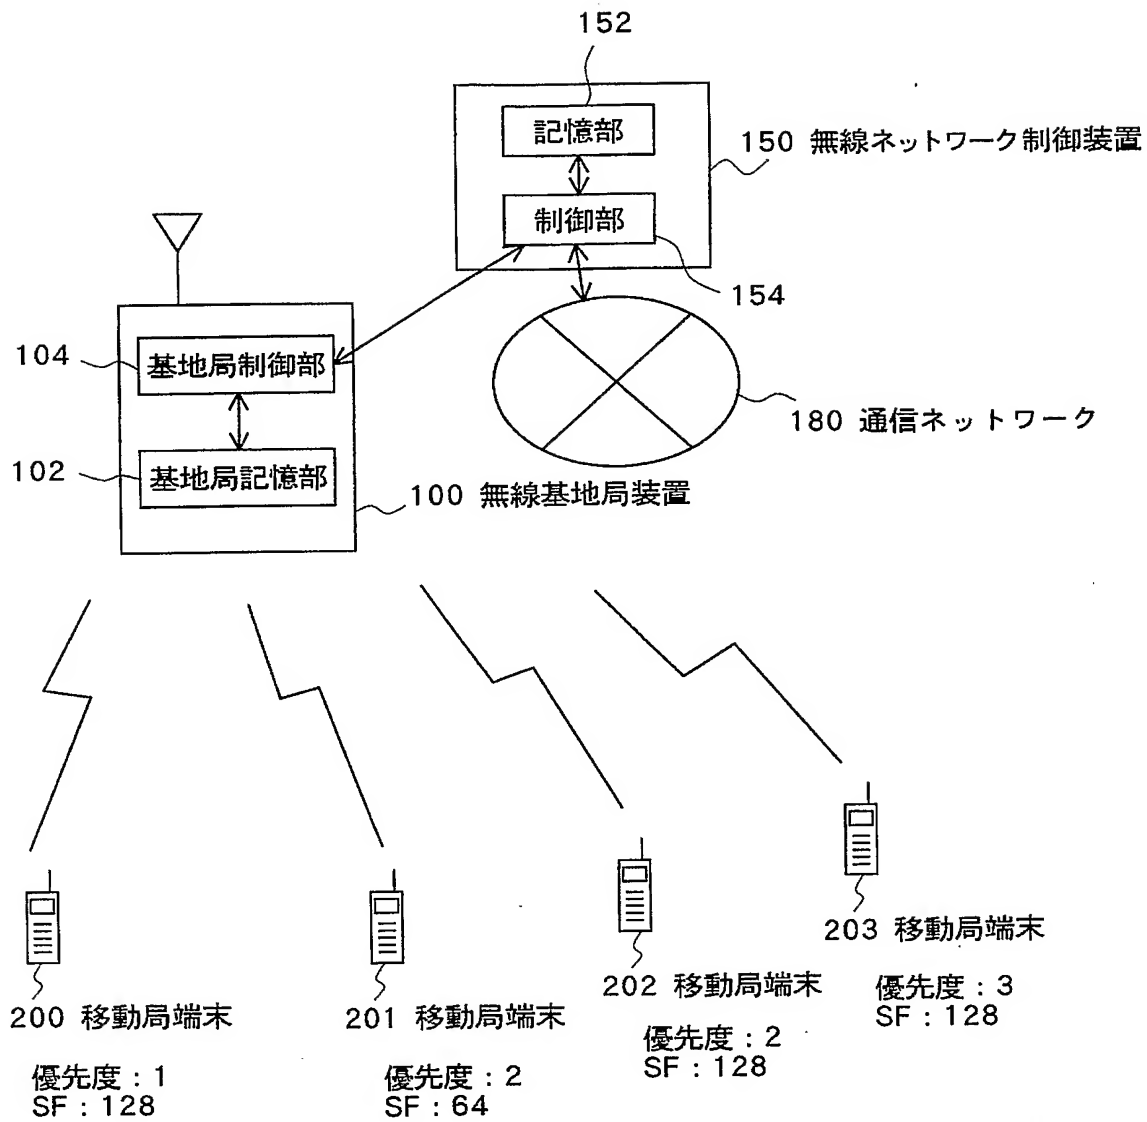 152
記憶部
150 無線ネットワーク制御装置
制御部
154
104
基地局制御部
180 通信ネットワーク
102
基地局記憶部
100 無線基地局装置
203 移動局端末
優先度：3
SF：128
202 移動局端末
優先度：2
SF：128
200 移動局端末
優先度：1
SF：128
201 移動局端末
優先度：2
SF：64